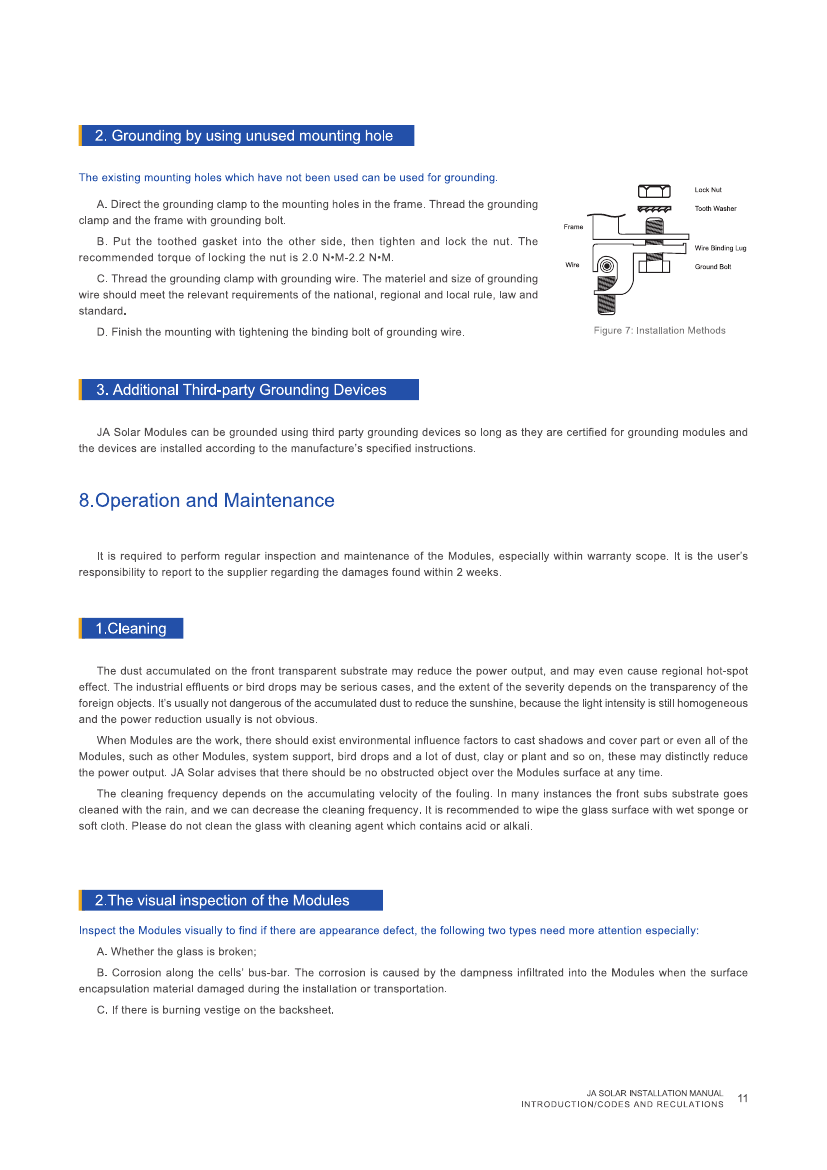 2. Grounding by using unused mounting hole
The existing mounting holes which have not been used can be used for grounding.
A. Direct the grounding clamp to the mounting holes in the frame. Thread the grounding
clamp and the frame with grounding bolt.
B. Put the toothed gasket into the other side, then tighten and lock the nut. The
recommended torque of locking the nut is 2.0 N•M-2.2 N•M.
C. Thread the grounding clamp with grounding wire. The materiel and size of grounding
wire should meet the relevant requirements of the national, regional and local rule, law and
standard.
D. Finish the mounting with tightening the binding bolt of grounding wire.
Lock Nut
Tooth Washer
Frame
Wire Binding Lug
Wire
Ground Bolt
Figure 7: Installation Methods
3. Additional Third-party Grounding Devices
JA Solar Modules can be grounded using third party grounding devices so long as they are certified for grounding modules and
the devices are installed according to the manufacture's specified instructions.
8.Operation and Maintenance
It is required to perform regular inspection and maintenance of the Modules, especially within warranty scope. It is the user's
responsibility to report to the supplier regarding the damages found within 2 weeks.
1.Cleaning
The dust accumulated on the front transparent substrate may reduce the power output, and may even cause regional hot-spot
effect. The industrial effluents or bird drops may be serious cases, and the extent of the severity depends on the transparency of the
foreign objects. It's usually not dangerous of the accumulated dust to reduce the sunshine, because the light intensity is still homogeneous
and the power reduction usually is not obvious.
When Modules are the work, there should exist environmental influence factors to cast shadows and cover part or even all of the
Modules, such as other Modules, system support, bird drops and a lot of dust, clay or plant and so on, these may distinctly reduce
the power output. JA Solar advises that there should be no obstructed object over the Modules surface at any time.
The cleaning frequency depends on the accumulating velocity of the fouling. In many instances the front subs substrate goes
cleaned with the rain, and we can decrease the cleaning frequency. It is recommended to wipe the glass surface with wet sponge or
soft cloth. Please do not clean the glass with cleaning agent which contains acid or alkali.
2.The visual inspection of the Modules
Inspect the Modules visually to find if there are appearance defect, the following two types need more attention especially:
A. Whether the glass is broken;
B. Corrosion along the cells' bus-bar. The corrosion is caused by the dampness infiltrated into the Modules when the surface
encapsulation material damaged during the installation or transportation.
C. If there is burning vestige on the backsheet.
JA SOLAR INSTALLATION MANUAL
INTRODUCTION/CODES AND RECULATIONS
11